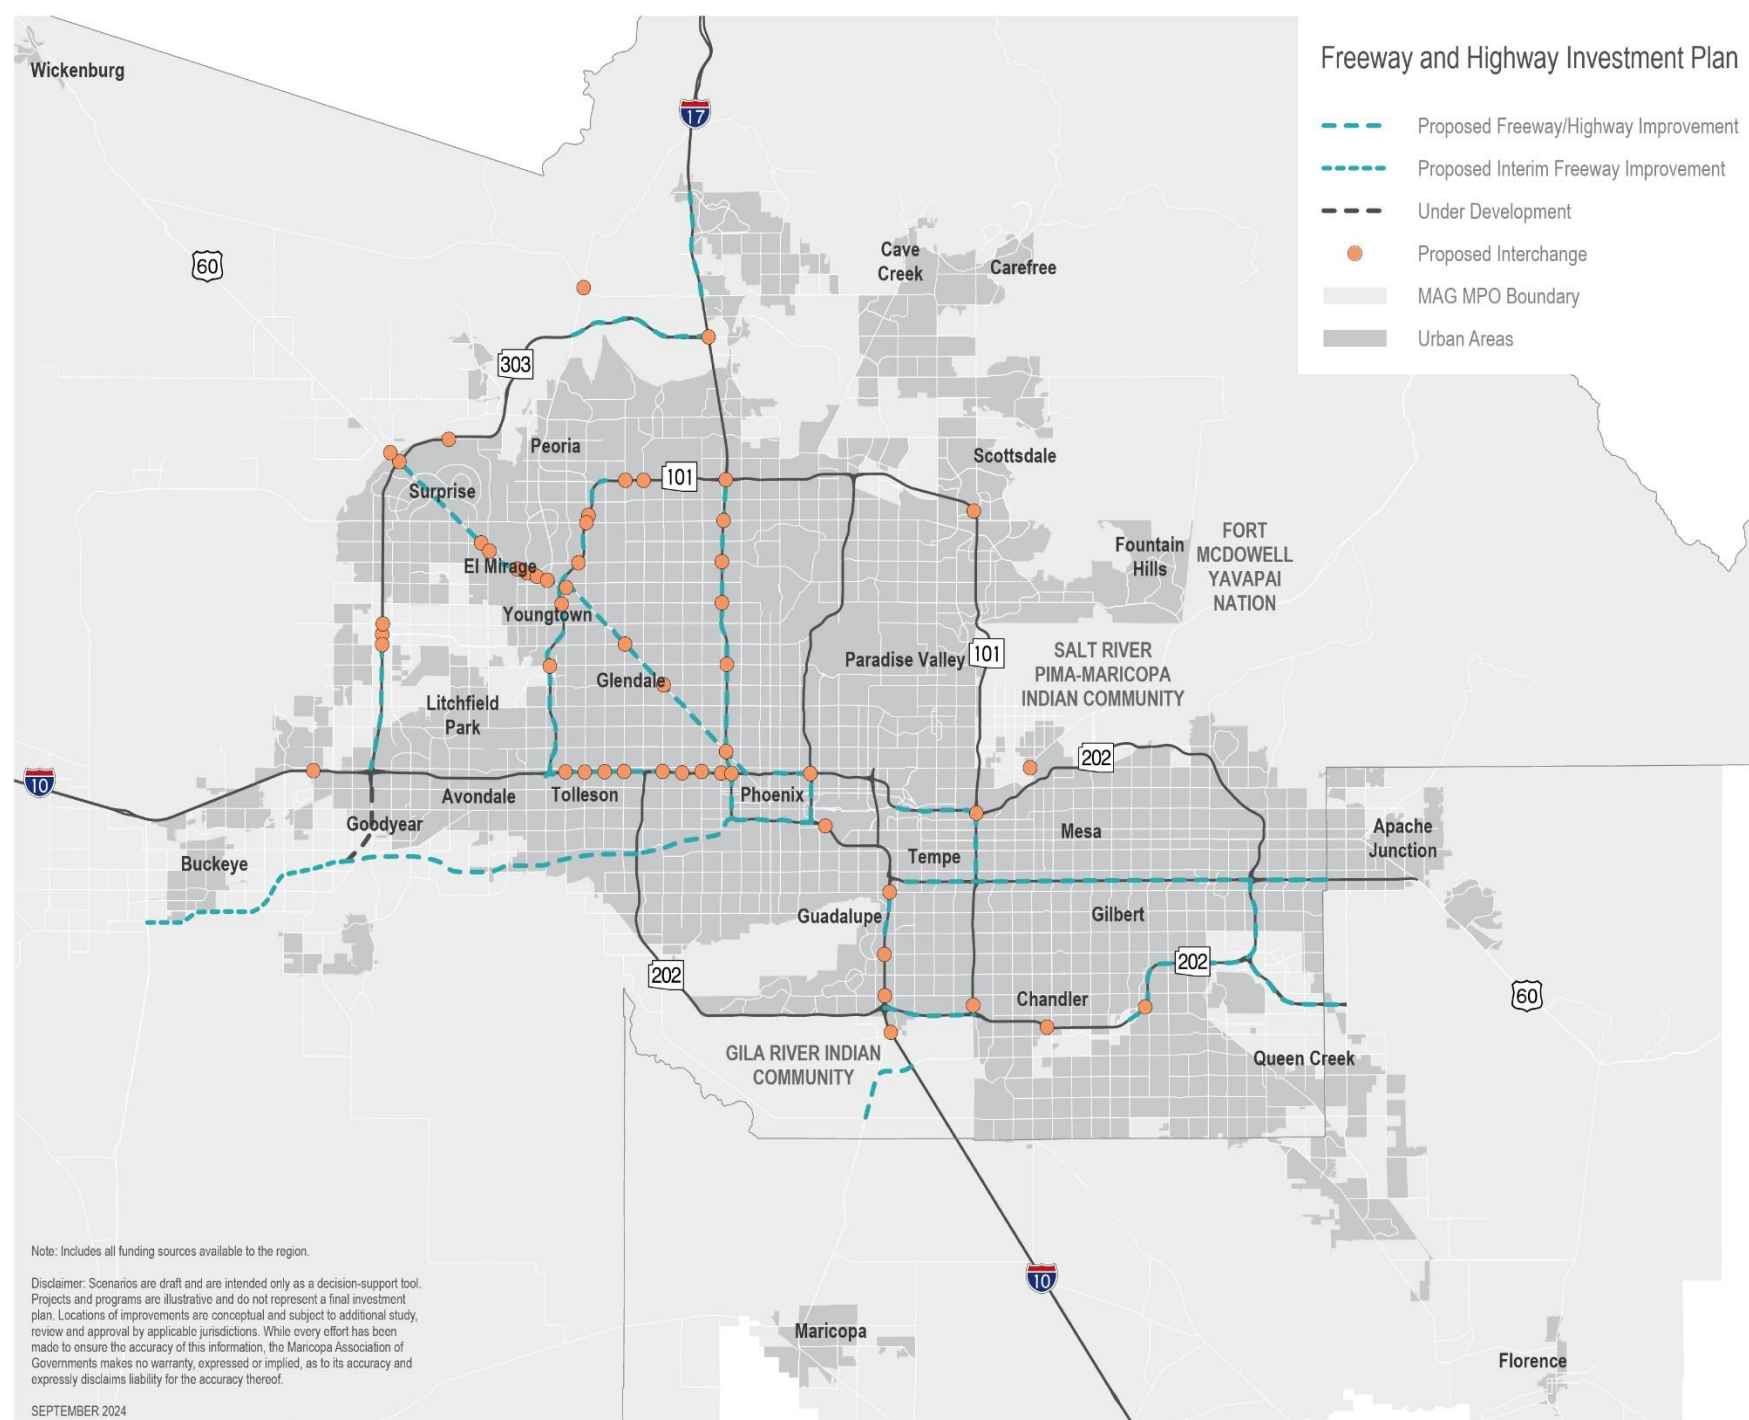 Freeway and Highway Investment Plan
Proposed Freeway/Highway Improvement
Proposed Interim Freeway Improvement
Under Development
Proposed Interchange
MAG MPO Boundary
Urban Areas
Wickenburg
17
60
Cave
Creek
Carefree
303
Peoria
101
Scottsdale
Surprise
Fountain
Hills
FORT
MCDOWELL
YAVAPAI
NATION
El Mirage
Youngtown
Paradise Valley
101
SALT RIVER
PIMA-MARICOPA
INDIAN COMMUNITY
Glendale
Litchfield
Park
202
10
Avondale
Tolleson
Phoenix
Goodyear
Mesa
Apache
Junction
Buckeye
Tempe
Guadalupe
Gilbert
202
202
60
Chandler
GILA RIVER INDIAN
COMMUNITY
Queen Creek
10
Maricopa
Florence
Note: Includes all funding sources available to the region.
Disclaimer: Scenarios are draft and are intended only as a decision-support tool.
Projects and programs are illustrative and do not represent a final investment
plan. Locations of improvements are conceptual and subject to additional study,
review and approval by applicable jurisdictions. While every effort has been
made to ensure the accuracy of this information, the Maricopa Association of
Governments makes no warranty, expressed or implied, as to its accuracy and
expressly disclaims liability for the accuracy thereof.
SEPTEMBER 2024